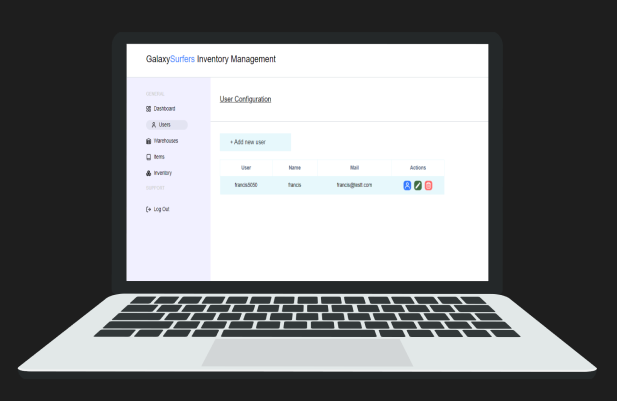 GalaxySurfers Inventory Management
GENERAL
Dashboard
Users
Warehouses
Items
Inventory
SUPPORT
Log Out
User Configuration
+ Add new user
User Name Mail Actions
francis5050 francis francis@test1.com